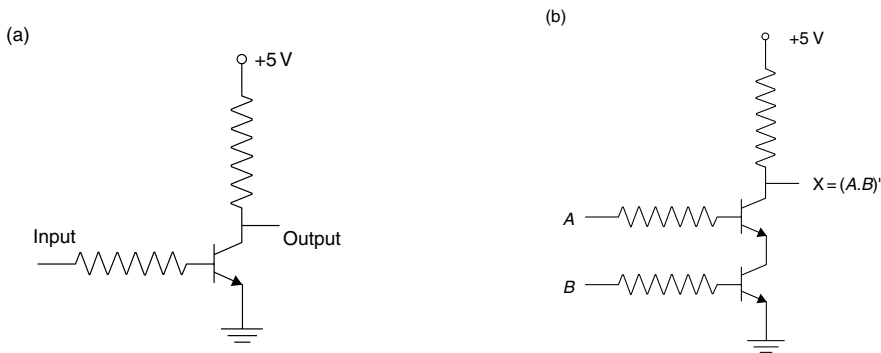 (a)
+5 V
Input
Output
(b)
+5 V
X = (A.B)'
A
B